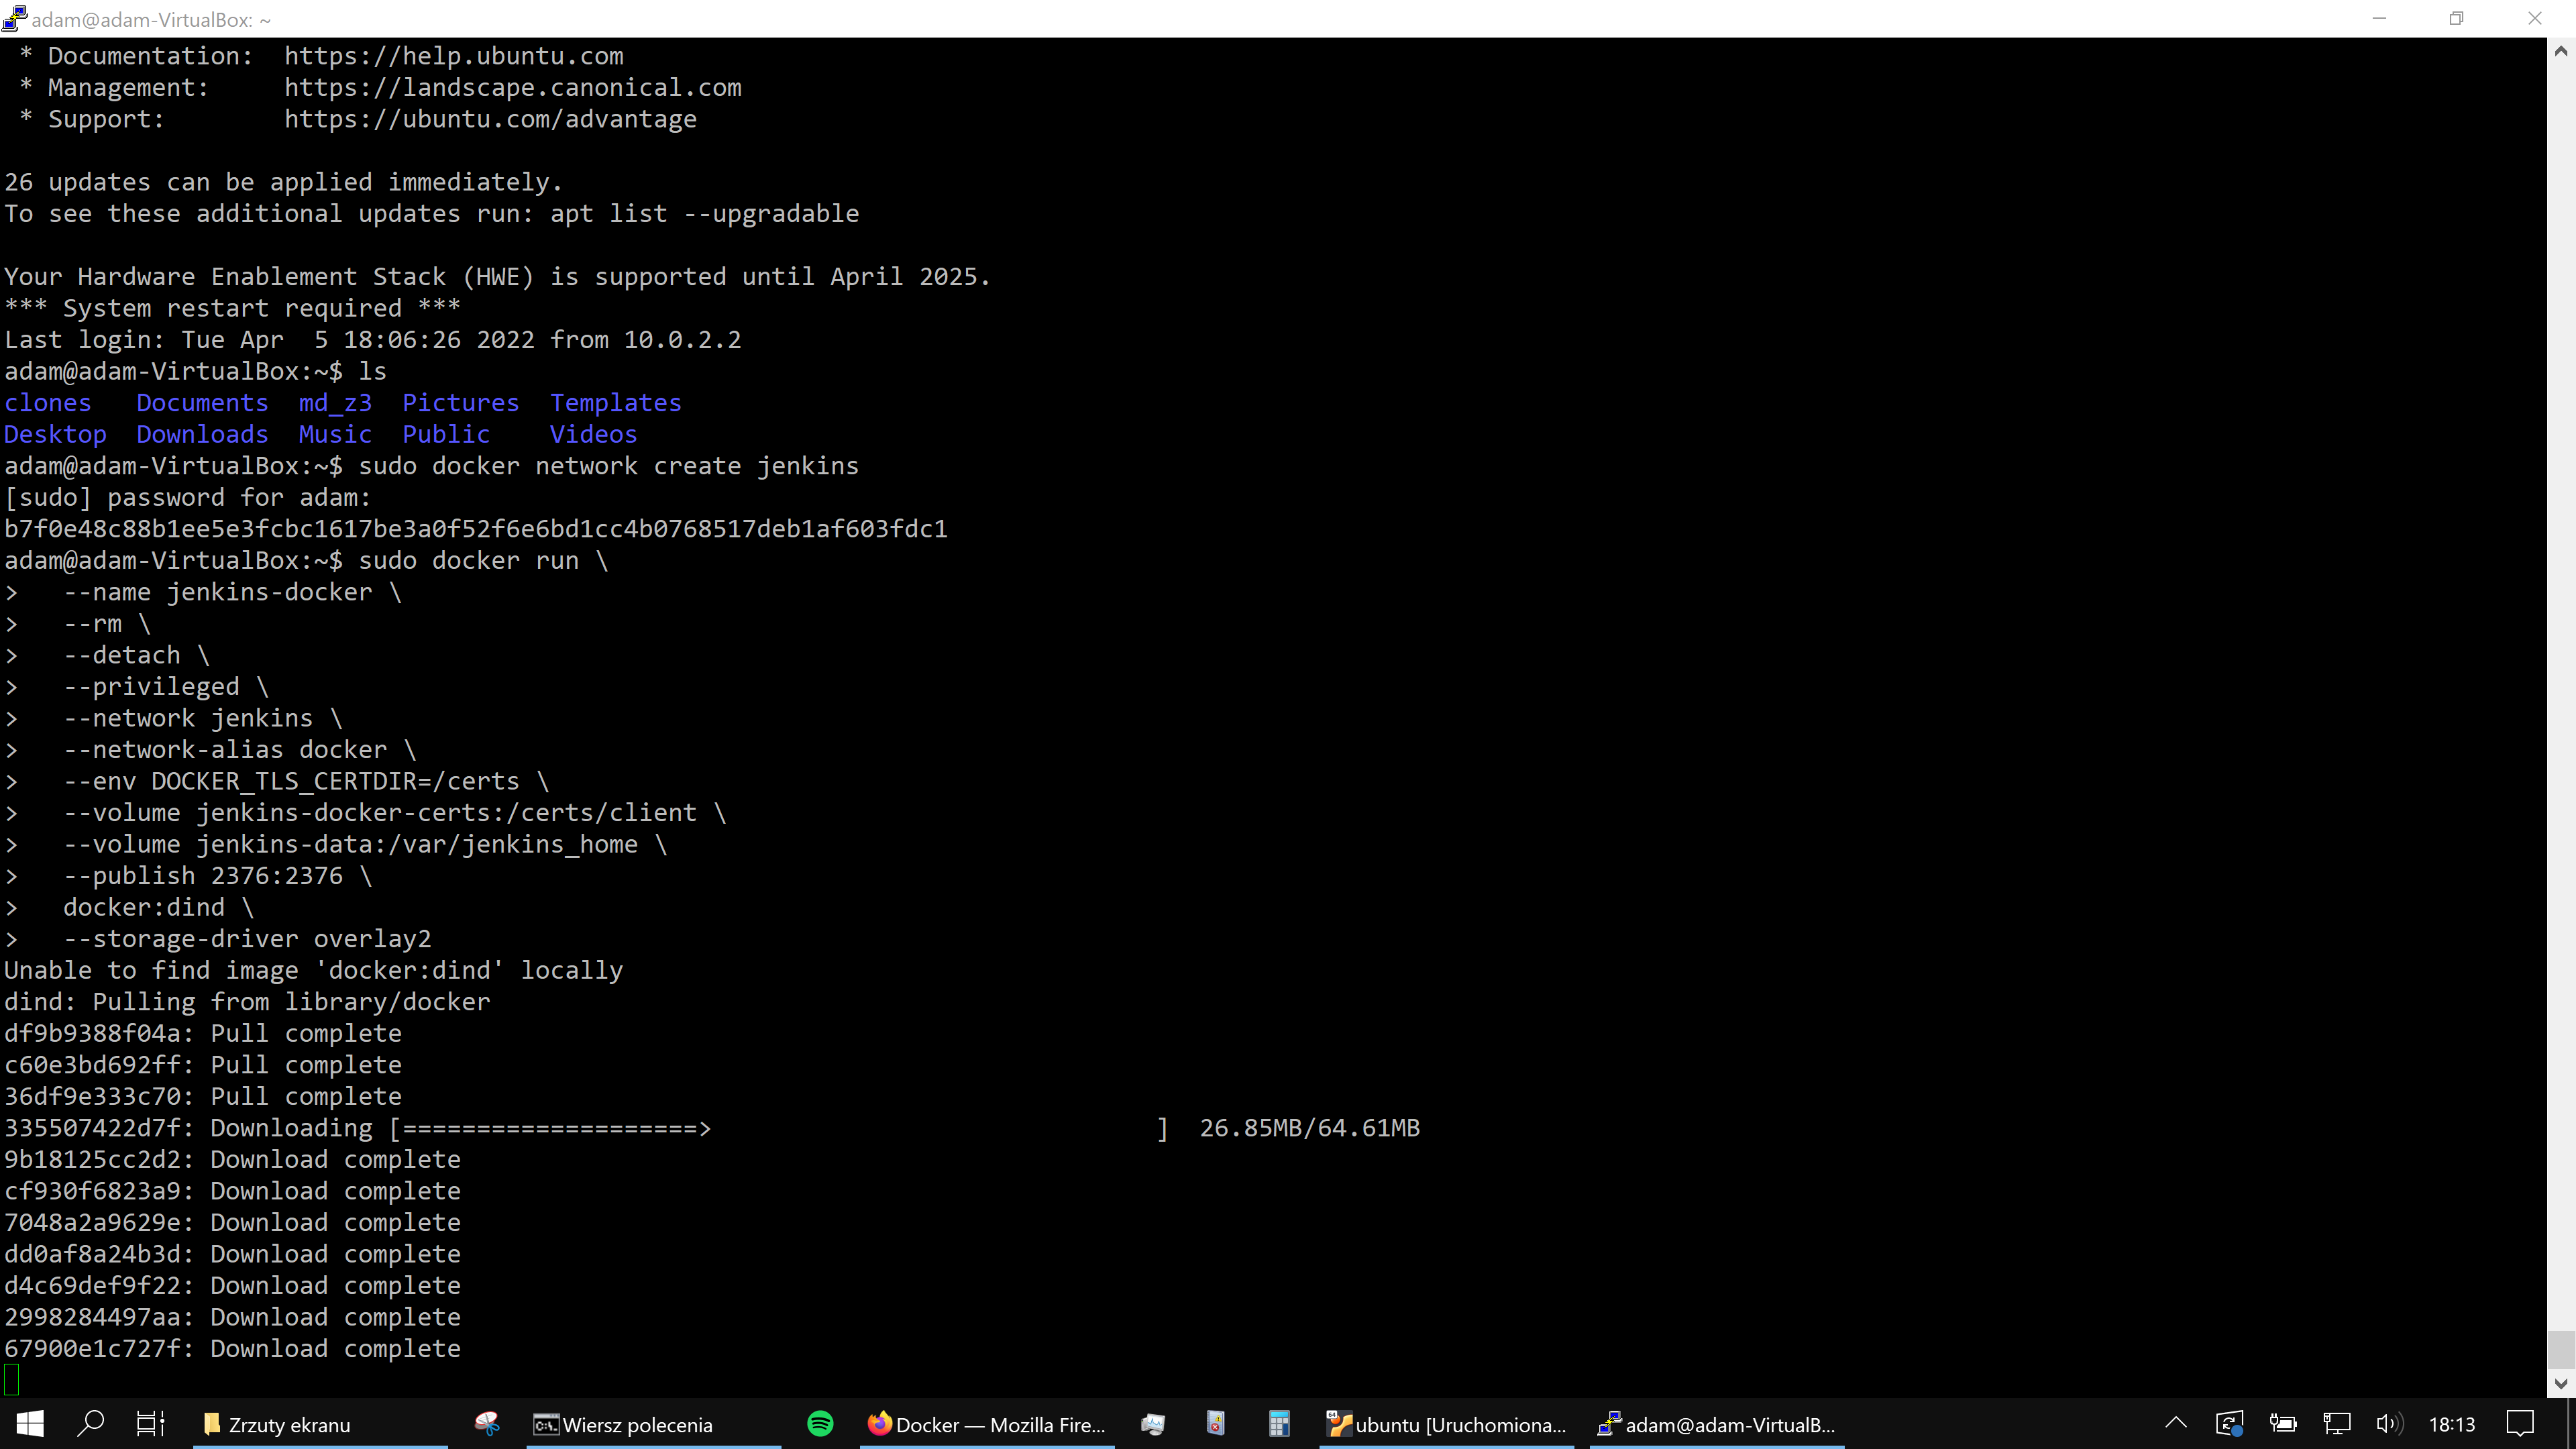 adam@adam-VirtualBox: ~
 * Documentation:  https://help.ubuntu.com
 * Management:     https://landscape.canonical.com
 * Support:        https://ubuntu.com/advantage
26 updates can be applied immediately.
To see these additional updates run: apt list --upgradable
Your Hardware Enablement Stack (HWE) is supported until April 2025.
*** System restart required ***
Last login: Tue Apr  5 18:06:26 2022 from 10.0.2.2
adam@adam-VirtualBox:~$ ls
clones   Documents  md_z3  Pictures  Templates
Desktop  Downloads  Music  Public    Videos
adam@adam-VirtualBox:~$ sudo docker network create jenkins
[sudo] password for adam:
b7f0e48c88b1ee5e3fcbc1617be3a0f52f6e6bd1cc4b0768517deb1af603fdc1
adam@adam-VirtualBox:~$ sudo docker run \
>   --name jenkins-docker \
>   --rm \
>   --detach \
>   --privileged \
>   --network jenkins \
>   --network-alias docker \
>   --env DOCKER_TLS_CERTDIR=/certs \
>   --volume jenkins-docker-certs:/certs/client \
>   --volume jenkins-data:/var/jenkins_home \
>   --publish 2376:2376 \
>   docker:dind \
>   --storage-driver overlay2
Unable to find image 'docker:dind' locally
dind: Pulling from library/docker
df9b9388f04a: Pull complete
c60e3bd692ff: Pull complete
36df9e333c70: Pull complete
335507422d7f: Downloading [====================>                              ]  26.85MB/64.61MB
9b18125cc2d2: Download complete
cf930f6823a9: Download complete
7048a2a9629e: Download complete
dd0af8a24b3d: Download complete
d4c69def9f22: Download complete
2998284497aa: Download complete
67900e1c727f: Download complete
Zrzuty ekranu Wiersz polecenia Docker — Mozilla Fire... ubuntu [Uruchomiona... adam@adam-VirtualB... 18:13